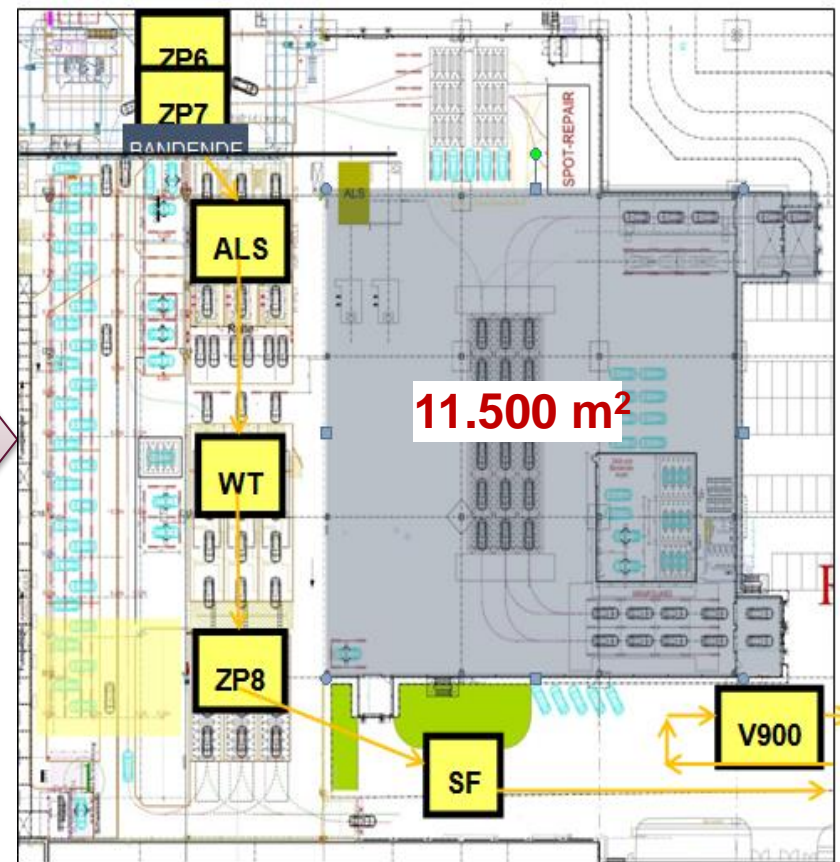 ZP6
ZP7
BANDENDE
SPOT-REPAIR
ALS
ALS
11.500 m²
WT
ZP8
V900
SF